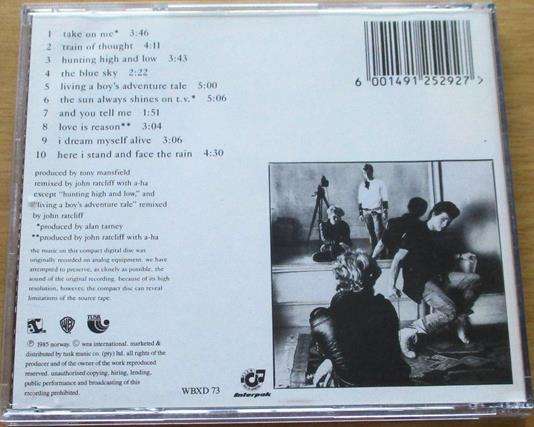 1 take on me* 3:46
2 train of thought 4:11
3 hunting high and low 3:43
4 the blue sky 2:22
5 living a boy's adventure tale 5:00
6 the sun always shines on t.v.* 5:06
7 and you tell me 1:51
8 love is reason** 3:04
9 i dream myself alive 3:06
10 here i stand and face the rain 4:30
6 001491 252927 >
produced by tony mansfield
remixed by john ratcliff with a-ha
except "hunting high and low," and
"living a boy's adventure tale" remixed
by john ratcliff
*produced by alan tarney
**produced by john ratcliff with a-ha
the music on this compact digital disc was
originally recorded on analog equipment. we have
attempted to preserve, as closely as possible, the
sound of the original recording. because of its high
resolution, however, the compact disc can reveal
limitations of the source tape.
TUSK
℗ 1985 norway. © wea international. marketed &
distributed by tusk music co. (pty) ltd. all rights of the
producer and of the owner of the work reproduced
reserved. unauthorised copying, hiring, lending,
public performance and broadcasting of this
recording prohibited.
WBXD 73
Interpak